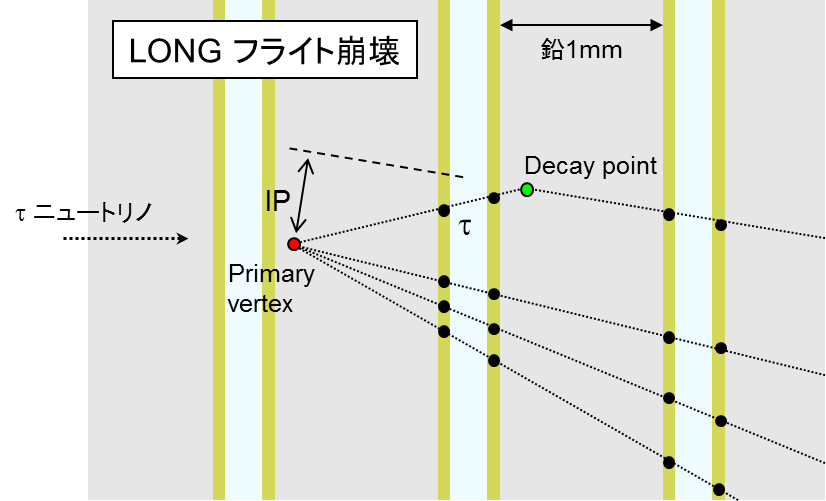 LONG フライト崩壊
鉛1mm
Decay point
IP
τ ニュートリノ
τ
Primary
vertex